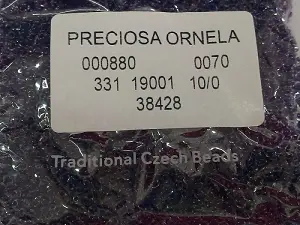 PRECIOSA ORNELA
000880 0070
331 19001 10/0
38428
Traditional Czech Beads